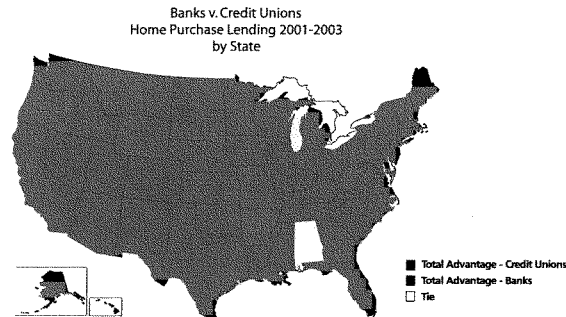 Banks v. Credit Unions
Home Purchase Lending 2001-2003
by State
Total Advantage - Credit Unions
Total Advantage - Banks
Tie